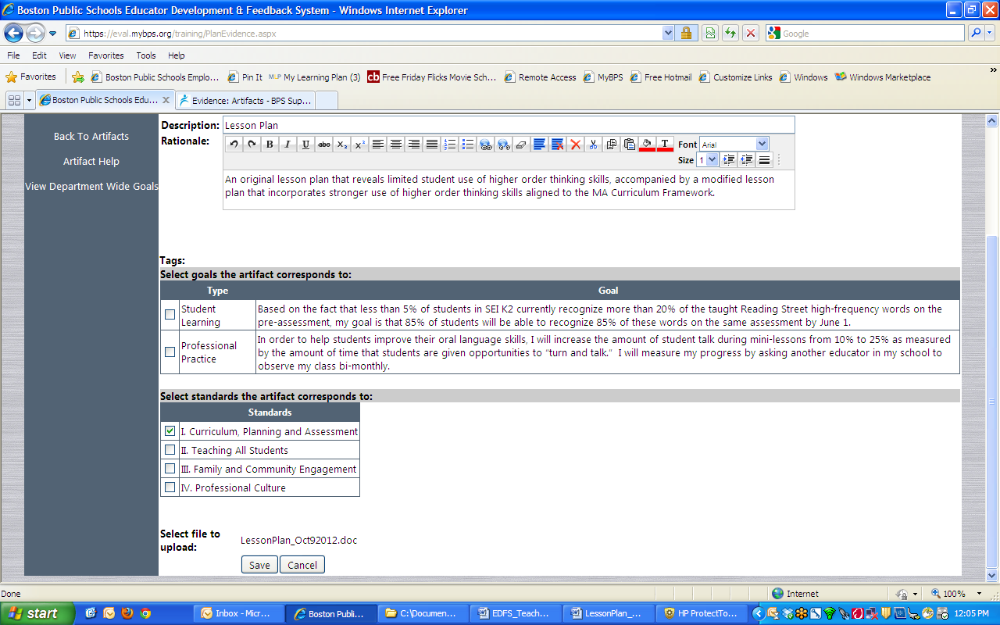 Boston Public Schools Educator Development & Feedback System - Windows Internet Explorer
https://eval.mybps.org/training/PlanEvidence.aspx
Google
File Edit View Favorites Tools Help
Favorites
Boston Public Schools Emplo...
Pin It
MLP My Learning Plan (3)
cb Free Friday Flicks Movie Sch...
Remote Access
MyBPS
Free Hotmail
Customize Links
Windows
Windows Marketplace
Boston Public Schools Edu... X
Evidence: Artifacts - BPS Sup...
Back To Artifacts
Artifact Help
View Department Wide Goals
Description: Lesson Plan
Rationale:
B I U abc X₂ X² T Font Arial
Size 1
An original lesson plan that reveals limited student use of higher order thinking skills, accompanied by a modified lesson
plan that incorporates stronger use of higher order thinking skills aligned to the MA Curriculum Framework.
Tags:
Select goals the artifact corresponds to:
Type Goal
Student
Learning
Based on the fact that less than 5% of students in SEI K2 currently recognize more than 20% of the taught Reading Street high-frequency words on the
pre-assessment, my goal is that 85% of students will be able to recognize 85% of these words on the same assessment by June 1.
Professional
Practice
In order to help students improve their oral language skills, I will increase the amount of student talk during mini-lessons from 10% to 25% as measured
by the amount of time that students are given opportunities to "turn and talk." I will measure my progress by asking another educator in my school to
observe my class bi-monthly.
Select standards the artifact corresponds to:
Standards
I. Curriculum, Planning and Assessment
II. Teaching All Students
III. Family and Community Engagement
IV. Professional Culture
Select file to
upload:
LessonPlan_Oct92012.doc
Save Cancel
Done
Internet
100%
start
Inbox - Micr...
Boston Publi...
C:\Documen...
EDFS_Teach...
LessonPlan_...
HP ProtectTo...
12:05 PM